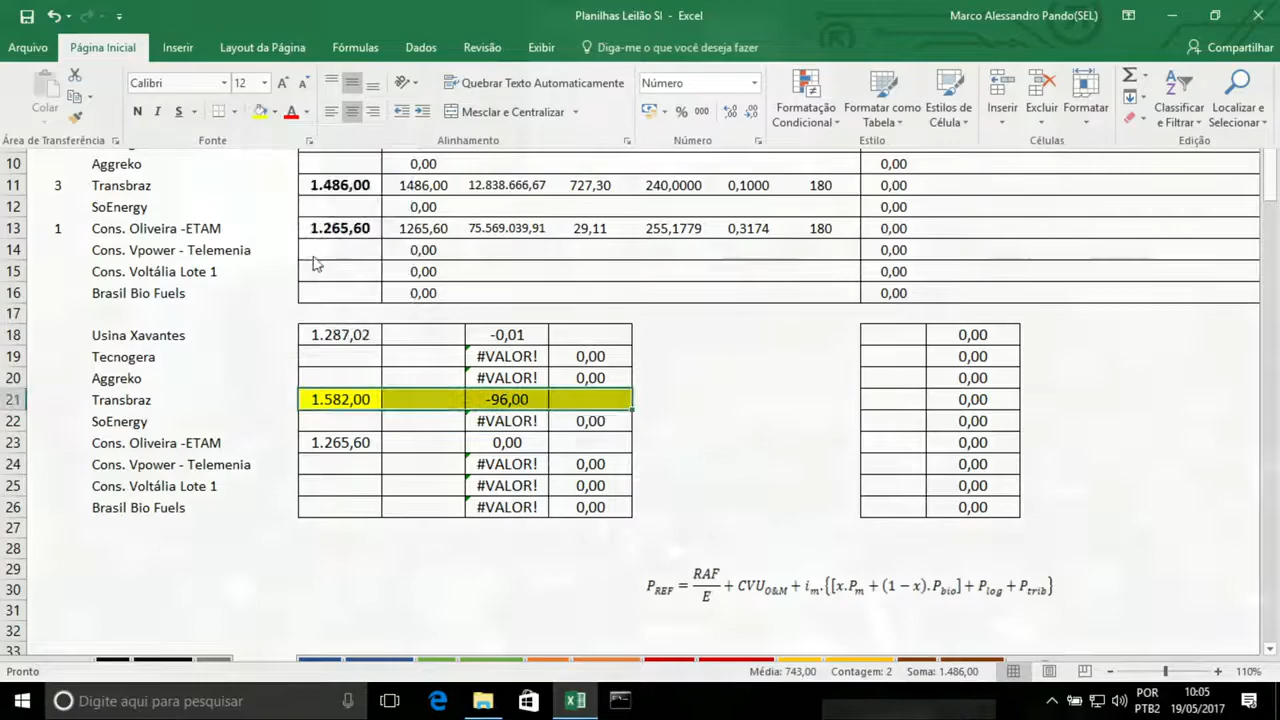 Planilhas Leilão SI - Excel
Marco Alessandro Pando(SEL)
Arquivo Página Inicial Inserir Layout da Página Fórmulas Dados Revisão Exibir Diga-me o que você deseja fazer Compartilhar
Colar
Calibri 12
Quebrar Texto Automaticamente
Número
N I S
Mesclar e Centralizar
% 000
Formatação Condicional
Formatar como Tabela
Estilos de Célula
Inserir Excluir Formatar
Classificar e Filtrar
Localizar e Selecionar
Área de Transferência Fonte Alinhamento Número Estilo Células Edição
10 Aggreko 0,00 0,00
11 3 Transbraz 1.486,00 1486,00 12.838.666,67 727,30 240,0000 0,1000 180 0,00
12 SoEnergy 0,00 0,00
13 1 Cons. Oliveira -ETAM 1.265,60 1265,60 75.569.039,91 29,11 255,1779 0,3174 180 0,00
14 Cons. Vpower - Telemenia 0,00 0,00
15 Cons. Voltália Lote 1 0,00 0,00
16 Brasil Bio Fuels 0,00 0,00
17
18 Usina Xavantes 1.287,02 -0,01 0,00
19 Tecnogera #VALOR! 0,00 0,00
20 Aggreko #VALOR! 0,00 0,00
21 Transbraz 1.582,00 -96,00 0,00
22 SoEnergy #VALOR! 0,00 0,00
23 Cons. Oliveira -ETAM 1.265,60 0,00 0,00
24 Cons. Vpower - Telemenia #VALOR! 0,00 0,00
25 Cons. Voltália Lote 1 #VALOR! 0,00 0,00
26 Brasil Bio Fuels #VALOR! 0,00 0,00
27
28
29
30 P_REF = RAF/E + CVU_O&M + i_m.{[x.P_m + (1 − x).P_bio] + P_log + P_trib}
31
32
33
Pronto Média: 743,00 Contagem: 2 Soma: 1.486,00 110%
Digite aqui para pesquisar
POR 10:05
PTB2 19/05/2017